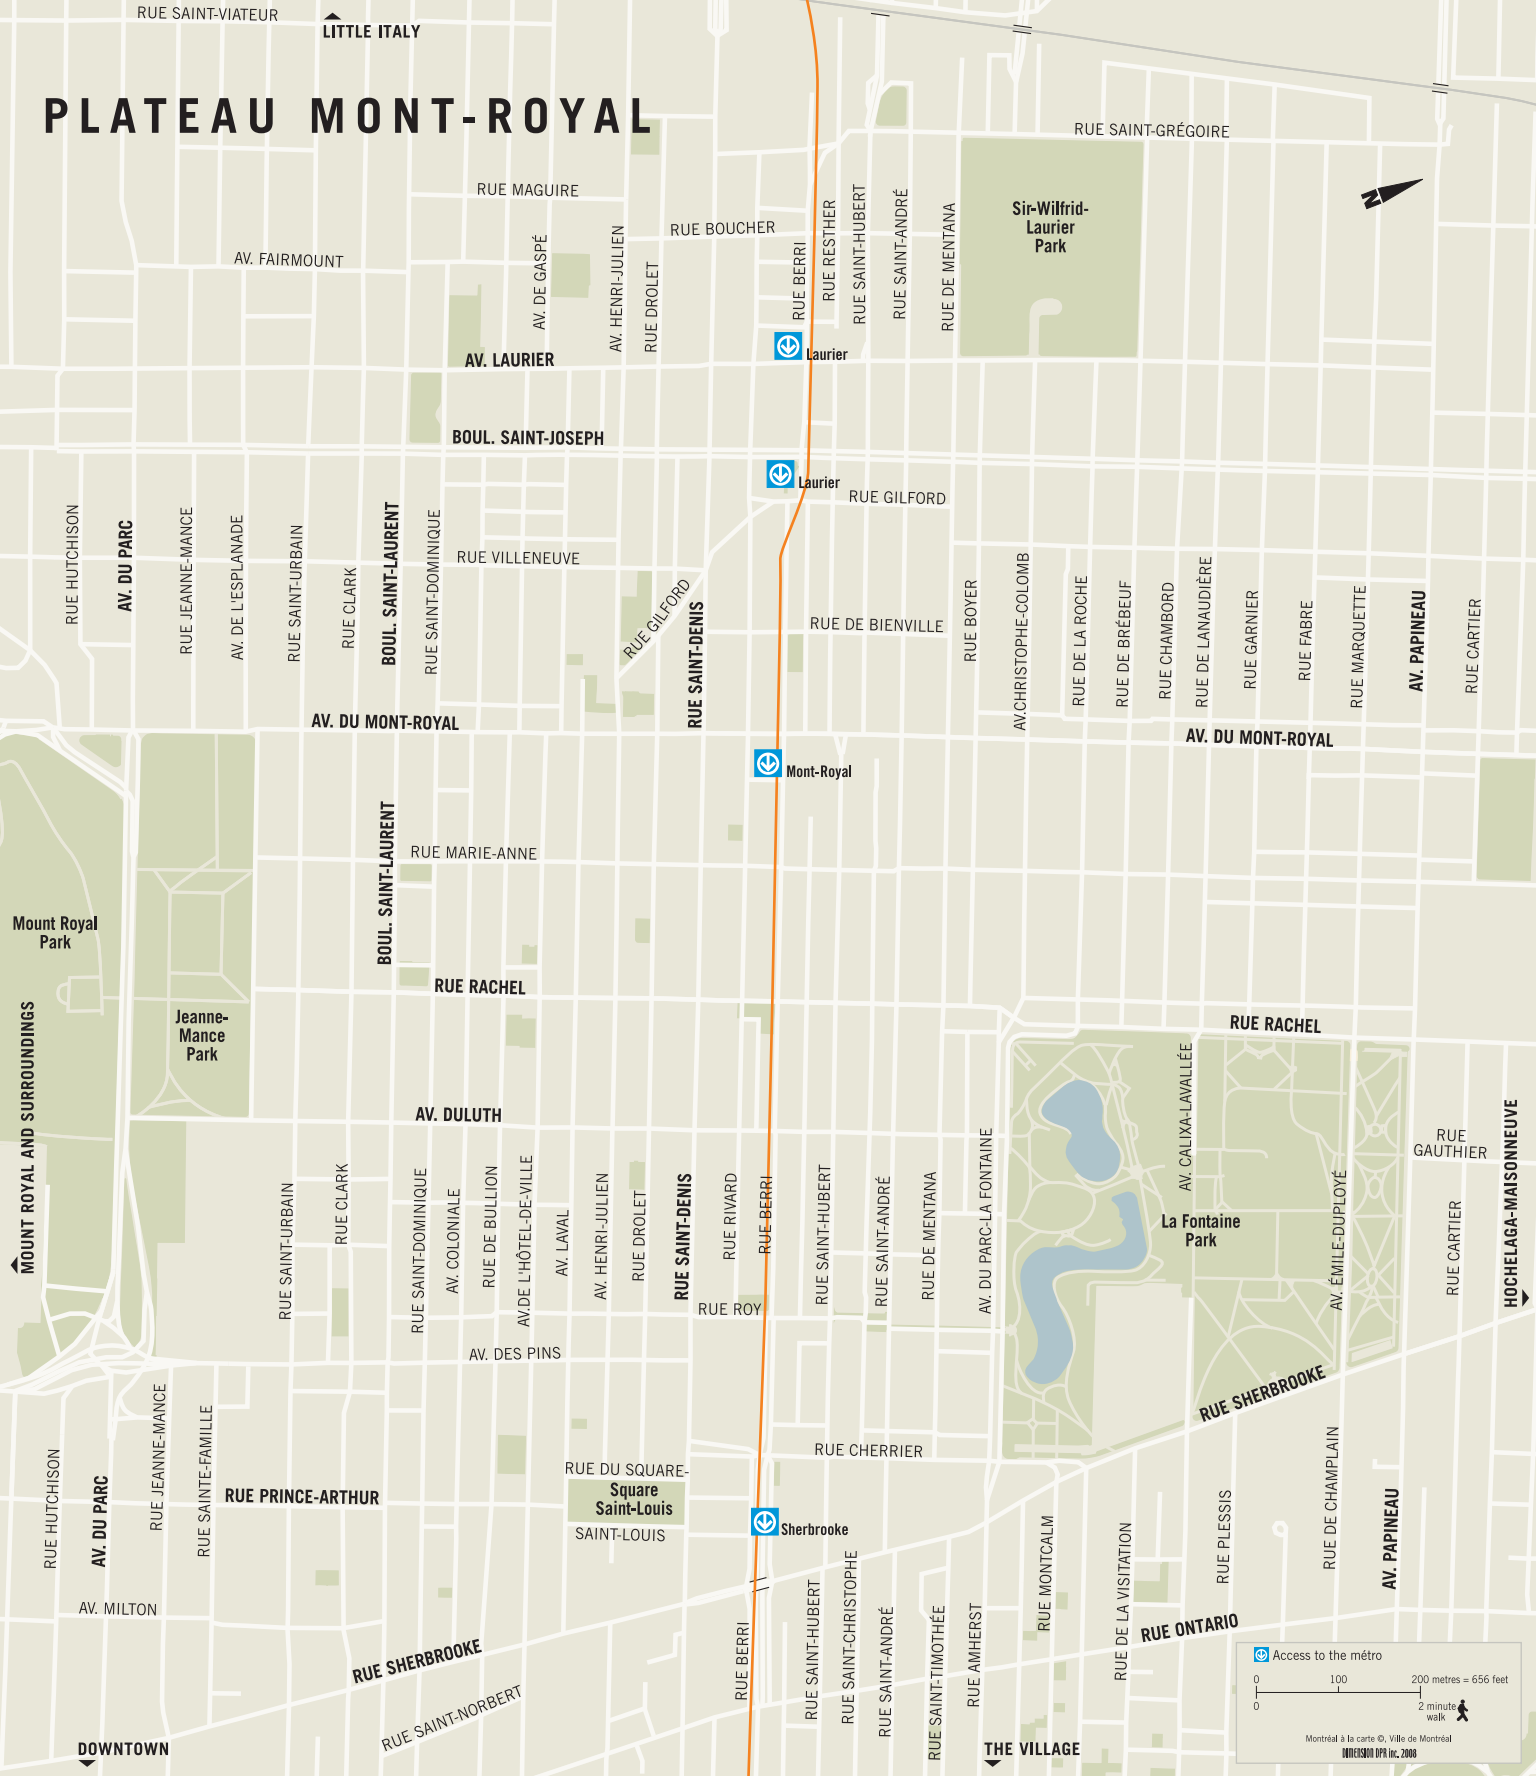 RUE SAINT-VIATEUR
LITTLE ITALY
PLATEAU MONT-ROYAL
RUE SAINT-GRÉGOIRE
N
RUE MAGUIRE
RUE BOUCHER
AV. FAIRMOUNT
AV. DE GASPÉ
AV. HENRI-JULIEN
RUE DROLET
RUE BERRI
RUE RESTHER
RUE SAINT-HUBERT
RUE SAINT-ANDRÉ
RUE DE MENTANA
Sir-Wilfrid-
Laurier
Park
AV. LAURIER
Laurier
BOUL. SAINT-JOSEPH
Laurier
RUE GILFORD
RUE HUTCHISON
AV. DU PARC
RUE JEANNE-MANCE
AV. DE L'ESPLANADE
RUE SAINT-URBAIN
RUE CLARK
BOUL. SAINT-LAURENT
RUE SAINT-DOMINIQUE
RUE VILLENEUVE
RUE GILFORD
RUE SAINT-DENIS
RUE DE BIENVILLE
RUE BOYER
AV.CHRISTOPHE-COLOMB
RUE DE LA ROCHE
RUE DE BRÉBEUF
RUE CHAMBORD
RUE DE LANAUDIÈRE
RUE GARNIER
RUE FABRE
RUE MARQUETTE
AV. PAPINEAU
RUE CARTIER
AV. DU MONT-ROYAL
AV. DU MONT-ROYAL
Mont-Royal
BOUL. SAINT-LAURENT
RUE MARIE-ANNE
Mount Royal
Park
RUE RACHEL
Jeanne-
Mance
Park
RUE RACHEL
MOUNT ROYAL AND SURROUNDINGS
AV. DULUTH
AV. CALIXA-LAVALLÉE
RUE
GAUTHIER
HOCHELAGA-MAISONNEUVE
RUE SAINT-URBAIN
RUE CLARK
RUE SAINT-DOMINIQUE
AV. COLONIALE
RUE DE BULLION
AV.DE L'HÔTEL-DE-VILLE
AV. LAVAL
AV. HENRI-JULIEN
RUE DROLET
RUE SAINT-DENIS
RUE RIVARD
RUE BERRI
RUE SAINT-HUBERT
RUE SAINT-ANDRÉ
RUE DE MENTANA
AV. DU PARC-LA FONTAINE
La Fontaine
Park
AV. ÉMILE-DUPLOYÉ
RUE CARTIER
RUE ROY
AV. DES PINS
RUE SHERBROOKE
RUE HUTCHISON
AV. DU PARC
RUE JEANNE-MANCE
RUE SAINTE-FAMILLE
RUE PRINCE-ARTHUR
RUE CHERRIER
RUE DU SQUARE-
Square
Saint-Louis
SAINT-LOUIS
Sherbrooke
RUE MONTCALM
RUE DE LA VISITATION
RUE PLESSIS
RUE DE CHAMPLAIN
AV. PAPINEAU
AV. MILTON
RUE SHERBROOKE
RUE SAINT-NORBERT
RUE BERRI
RUE SAINT-HUBERT
RUE SAINT-CHRISTOPHE
RUE SAINT-ANDRÉ
RUE SAINT-TIMOTHÉE
RUE AMHERST
RUE ONTARIO
DOWNTOWN
THE VILLAGE
Access to the métro
0 100 200 metres = 656 feet
0 2 minute
walk
Montréal à la carte ©, Ville de Montréal
DIMENSION DPR inc. 2008